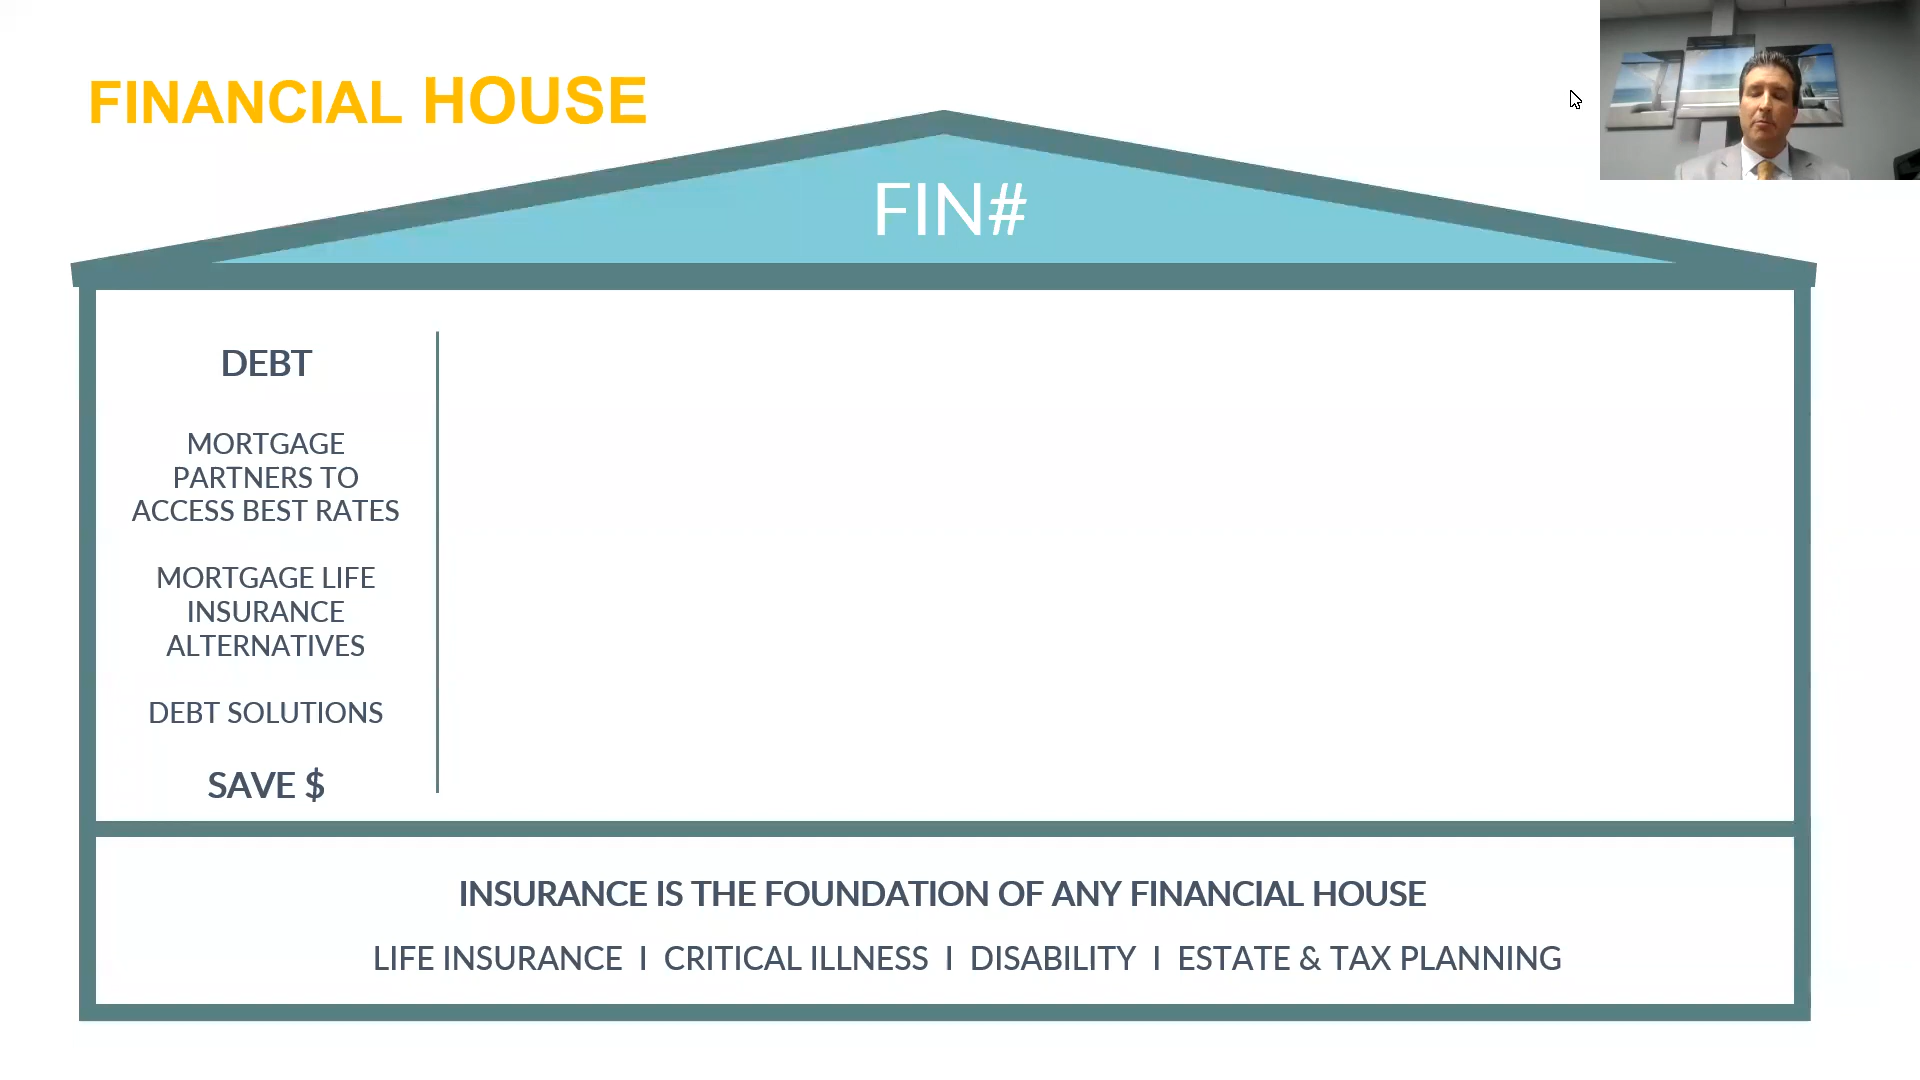 FINANCIAL HOUSE
FIN#
DEBT
MORTGAGE
PARTNERS TO
ACCESS BEST RATES
MORTGAGE LIFE
INSURANCE
ALTERNATIVES
DEBT SOLUTIONS
SAVE $
INSURANCE IS THE FOUNDATION OF ANY FINANCIAL HOUSE
LIFE INSURANCE I CRITICAL ILLNESS I DISABILITY I ESTATE & TAX PLANNING